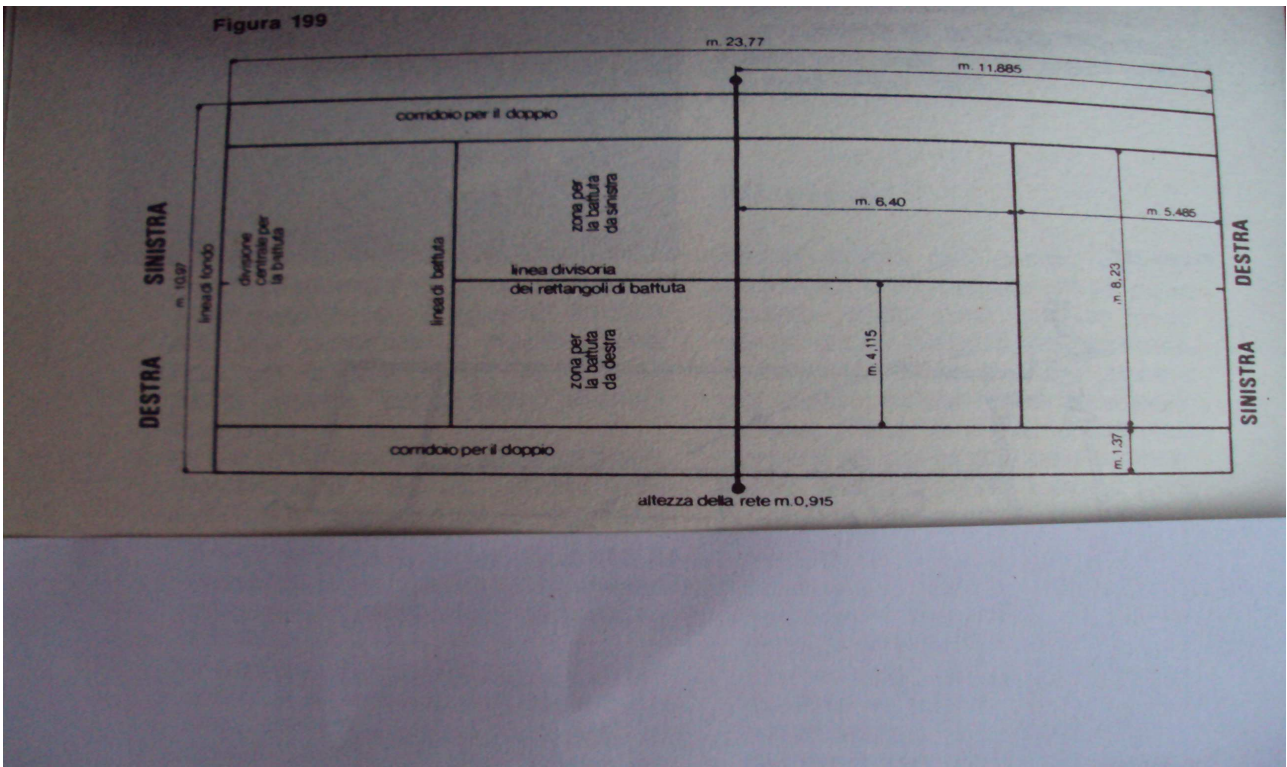 Figura 199
m. 23,77
m. 11.885
corridoio per il doppio
SINISTRA
DESTRA
m. 10,97
linea di fondo
divisione
centrale per
la battuta
linea di battuta
zona per
la battuta
da sinistra
linea divisoria
dei rettangoli di battuta
zona per
la battuta
da destra
m. 6,40
m. 5.485
m. 8,23
m. 4,115
m. 1,37
DESTRA
SINISTRA
corridoio per il doppio
altezza della rete m.0,915